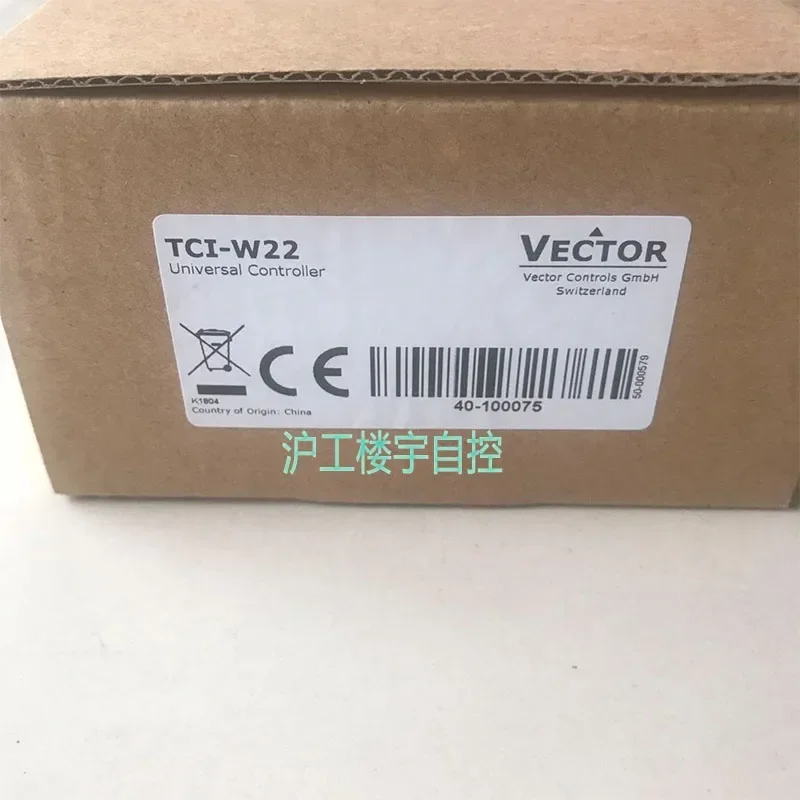 TCI-W22
Universal Controller
VECTOR
Vector Controls GmbH
Switzerland
CE
K1804
Country of Origin: China
40-100075
50-000579
沪工楼宇自控